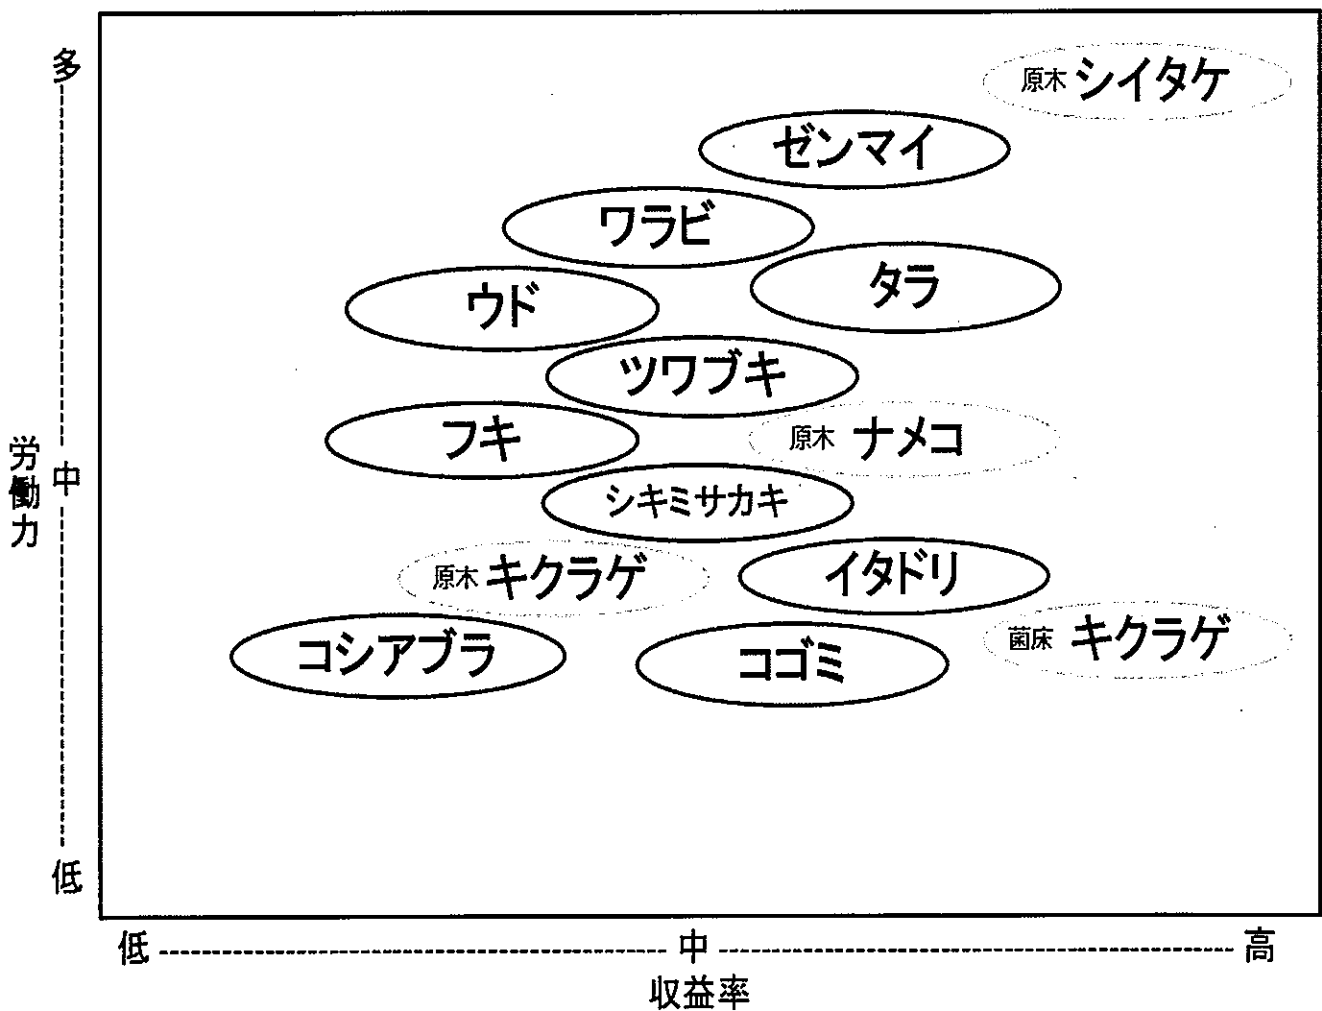 多
原木 シイタケ
ゼンマイ
ワラビ
タラ
ウド
ツワブキ
フキ
原木 ナメコ
労働力
中
シキミサカキ
原木 キクラゲ
イタドリ
菌床 キクラゲ
コシアブラ
コゴミ
低
低 中 高
収益率